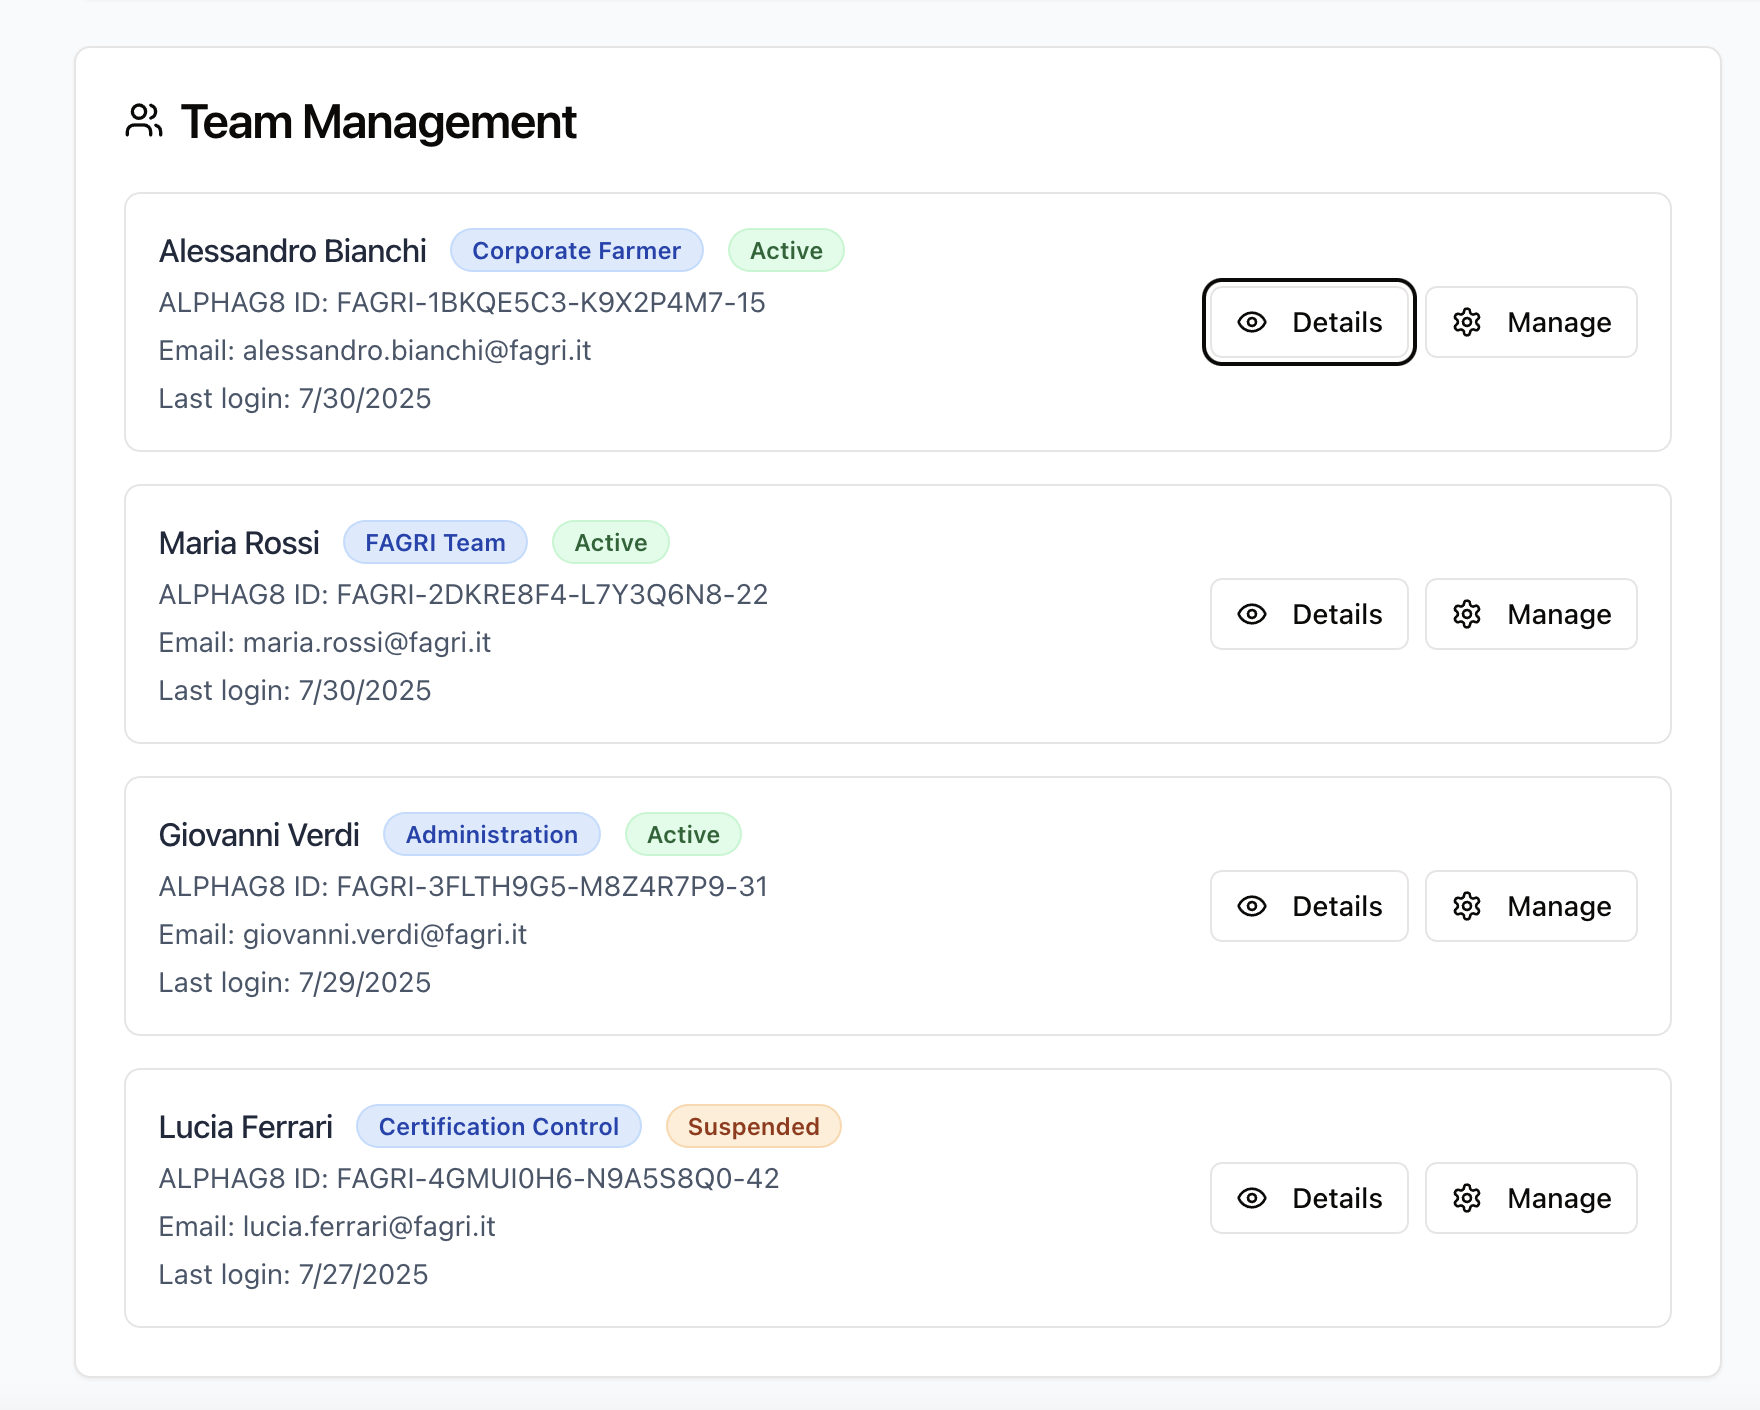 Team Management
Alessandro Bianchi Corporate Farmer Active
ALPHAG8 ID: FAGRI-1BKQE5C3-K9X2P4M7-15
Email: alessandro.bianchi@fagri.it
Last login: 7/30/2025
Details Manage
Maria Rossi FAGRI Team Active
ALPHAG8 ID: FAGRI-2DKRE8F4-L7Y3Q6N8-22
Email: maria.rossi@fagri.it
Last login: 7/30/2025
Details Manage
Giovanni Verdi Administration Active
ALPHAG8 ID: FAGRI-3FLTH9G5-M8Z4R7P9-31
Email: giovanni.verdi@fagri.it
Last login: 7/29/2025
Details Manage
Lucia Ferrari Certification Control Suspended
ALPHAG8 ID: FAGRI-4GMUI0H6-N9A5S8Q0-42
Email: lucia.ferrari@fagri.it
Last login: 7/27/2025
Details Manage